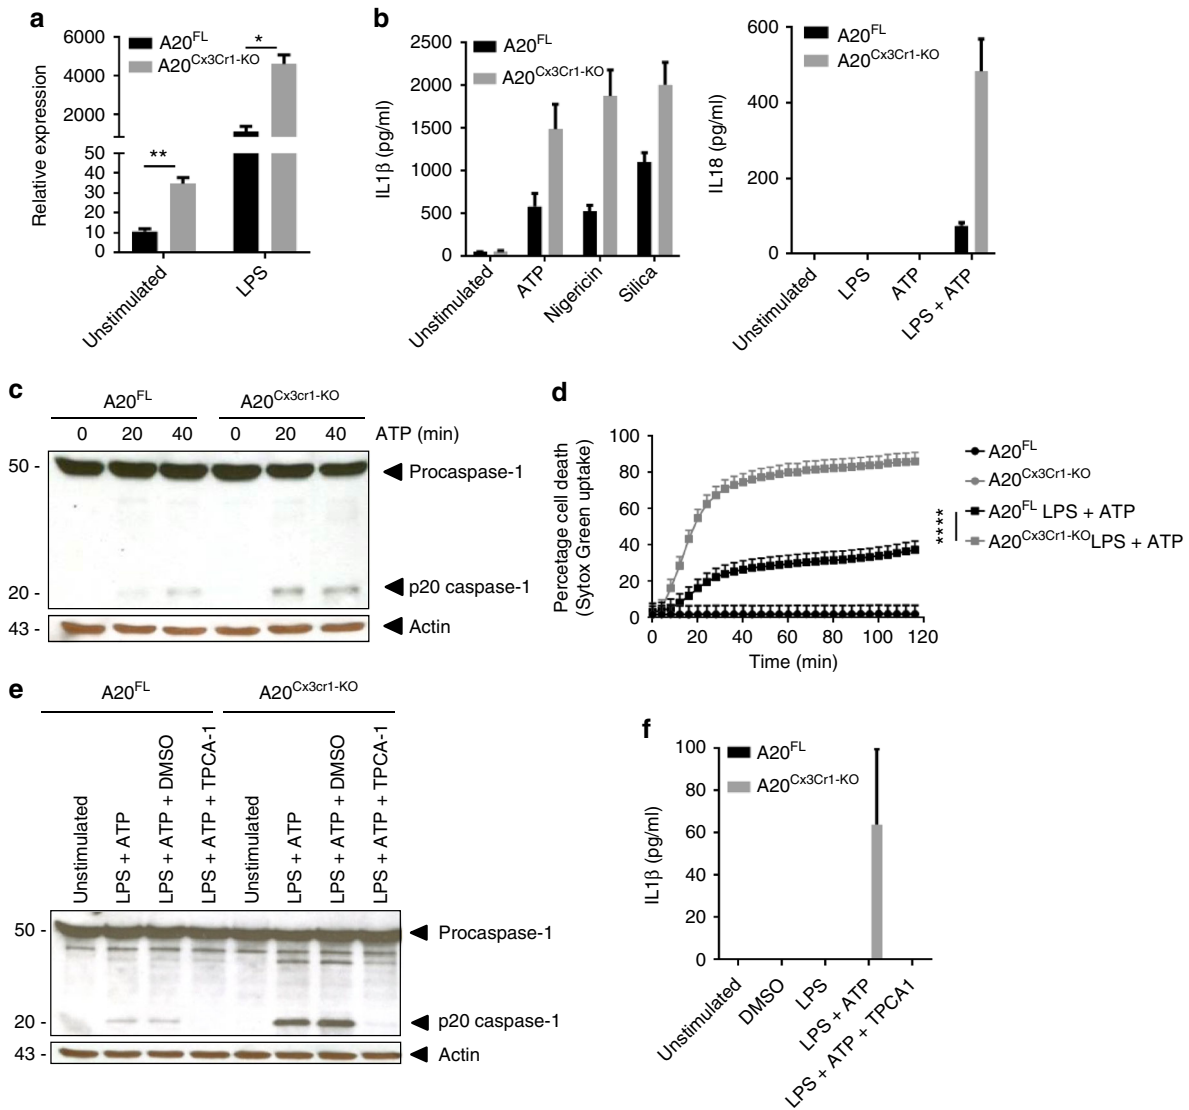 a
6000
4000
2000
50
40
30
20
10
0
Relative expression
A20FL
A20Cx3Cr1-KO
**
*
Unstimulated
LPS
b
2500
2000
1500
1000
500
0
IL1β (pg/ml)
A20FL
A20Cx3Cr1-KO
Unstimulated
ATP
Nigericin
Silica
600
400
200
0
IL18 (pg/ml)
A20FL
A20Cx3Cr1-KO
Unstimulated
LPS
ATP
LPS + ATP
c
A20FL A20Cx3cr1-KO
0 20 40 0 20 40 ATP (min)
50 - Procaspase-1
20 - p20 caspase-1
43 - Actin
d
100
80
60
40
20
0
Percetage cell death
(Sytox Green uptake)
0 20 40 60 80 100 120
Time (min)
A20FL
A20Cx3Cr1-KO
A20FL LPS + ATP
A20Cx3Cr1-KOLPS + ATP
****
e
A20FL A20Cx3cr1-KO
Unstimulated
LPS + ATP
LPS + ATP + DMSO
LPS + ATP + TPCA-1
Unstimulated
LPS + ATP
LPS + ATP + DMSO
LPS + ATP + TPCA-1
50 - Procaspase-1
20 - p20 caspase-1
43 - Actin
f
100
80
60
40
20
0
IL1β (pg/ml)
A20FL
A20Cx3Cr1-KO
Unstimulated
DMSO
LPS
LPS + ATP
LPS + ATP + TPCA1